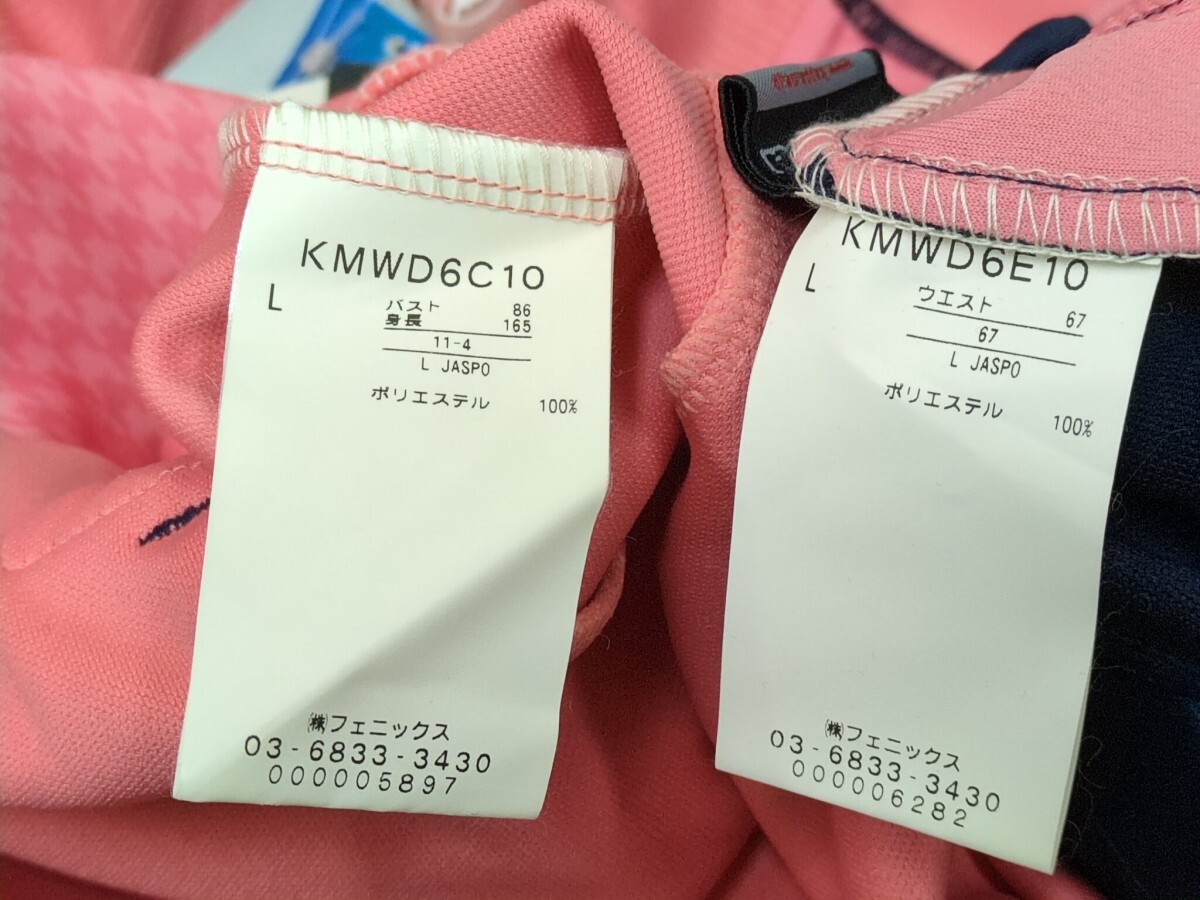 KMWD6C10
L
バスト 86
身長 165
11-4
L JASPO
ポリエステル 100%
㈱フェニックス
03-6833-3430
000005897
KMWD6E10
L
ウエスト 67
67
L JASPO
ポリエステル 100%
㈱フェニックス
03-6833-3430
000006282